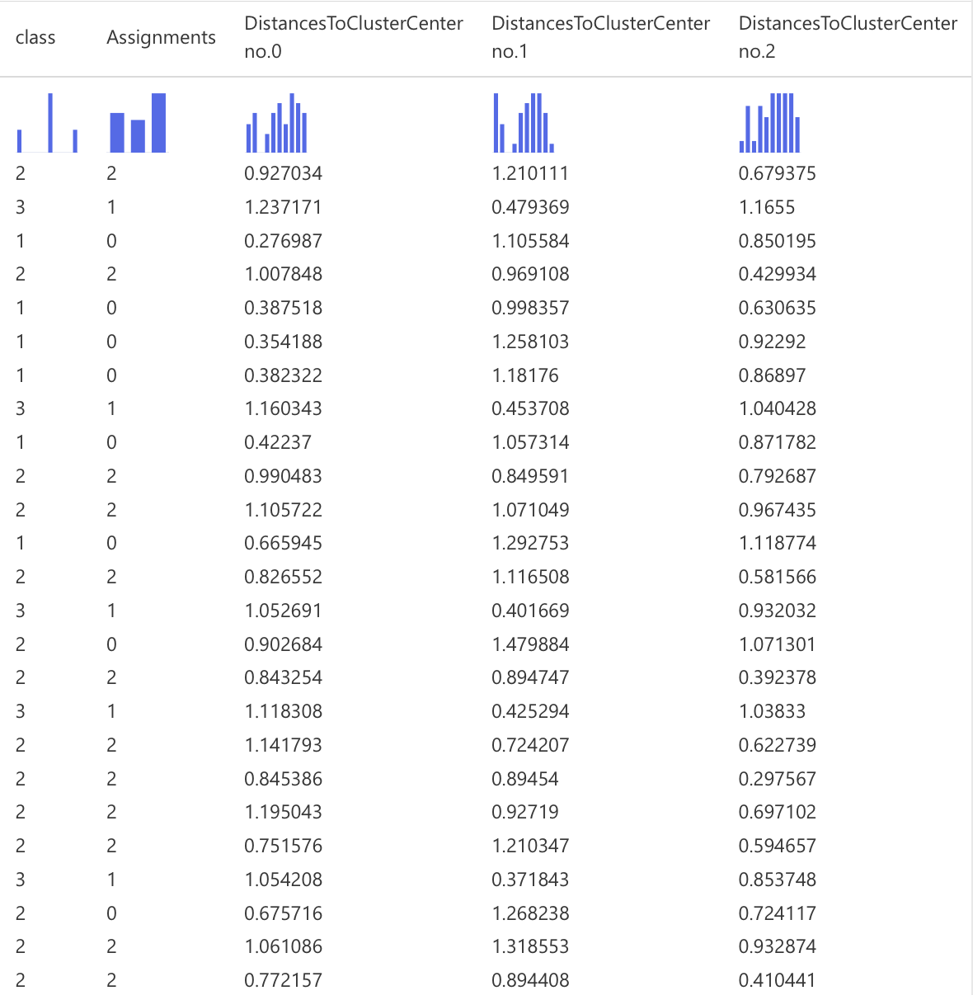 class Assignments DistancesToClusterCenter no.0 DistancesToClusterCenter no.1 DistancesToClusterCenter no.2
2 2 0.927034 1.210111 0.679375
3 1 1.237171 0.479369 1.1655
1 0 0.276987 1.105584 0.850195
2 2 1.007848 0.969108 0.429934
1 0 0.387518 0.998357 0.630635
1 0 0.354188 1.258103 0.92292
1 0 0.382322 1.18176 0.86897
3 1 1.160343 0.453708 1.040428
1 0 0.42237 1.057314 0.871782
2 2 0.990483 0.849591 0.792687
2 2 1.105722 1.071049 0.967435
1 0 0.665945 1.292753 1.118774
2 2 0.826552 1.116508 0.581566
3 1 1.052691 0.401669 0.932032
2 0 0.902684 1.479884 1.071301
2 2 0.843254 0.894747 0.392378
3 1 1.118308 0.425294 1.03833
2 2 1.141793 0.724207 0.622739
2 2 0.845386 0.89454 0.297567
2 2 1.195043 0.92719 0.697102
2 2 0.751576 1.210347 0.594657
3 1 1.054208 0.371843 0.853748
2 0 0.675716 1.268238 0.724117
2 2 1.061086 1.318553 0.932874
2 2 0.772157 0.894408 0.410441